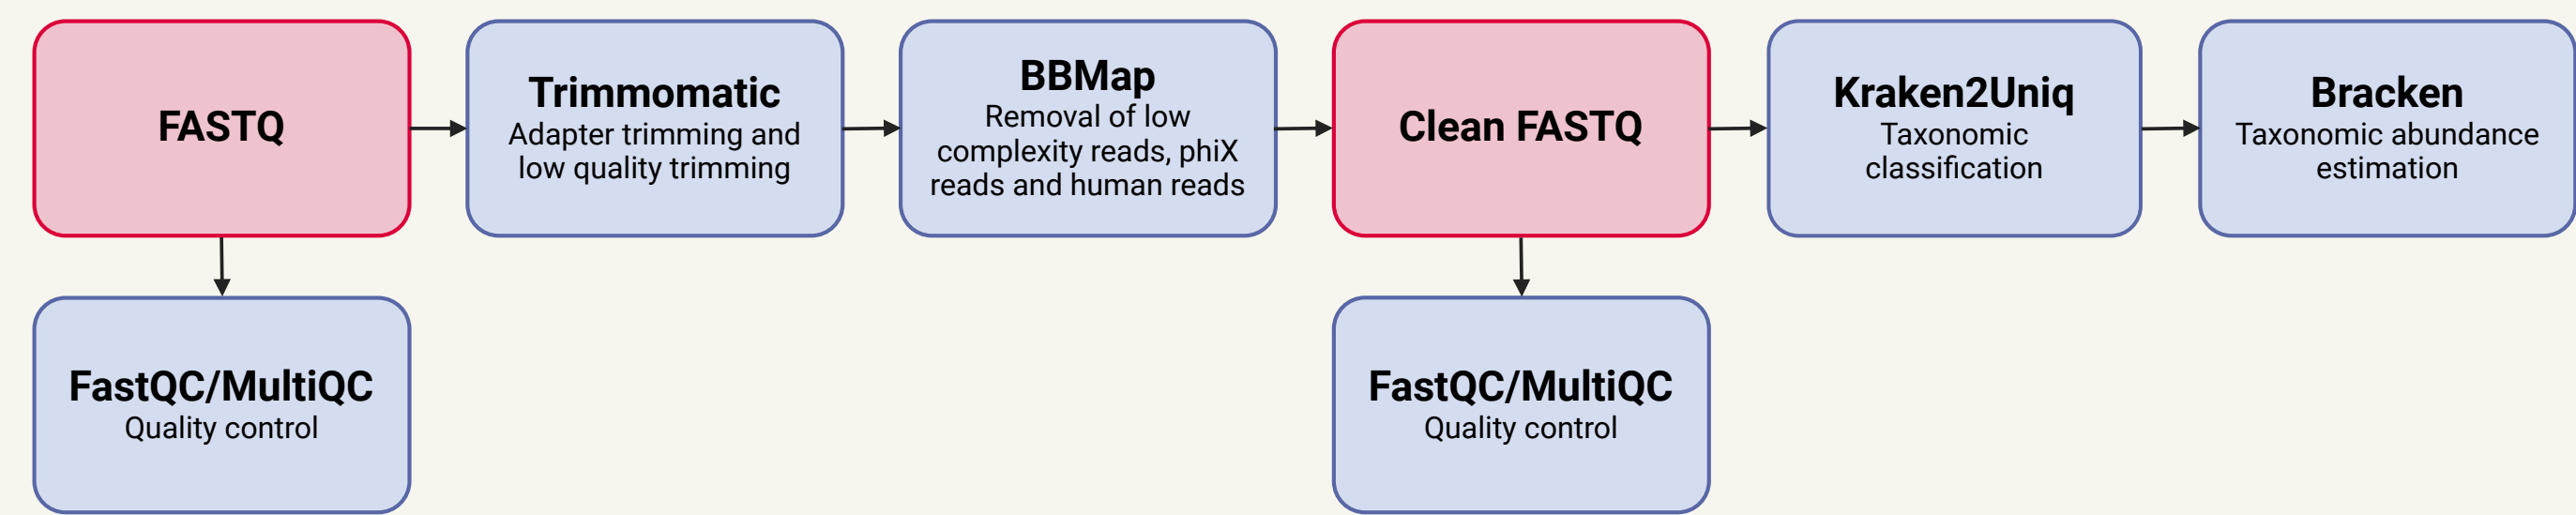 FASTQ
Trimmomatic
Adapter trimming and
low quality trimming
BBMap
Removal of low
complexity reads, phiX
reads and human reads
Clean FASTQ
Kraken2Uniq
Taxonomic
classification
Bracken
Taxonomic abundance
estimation
FastQC/MultiQC
Quality control
FastQC/MultiQC
Quality control